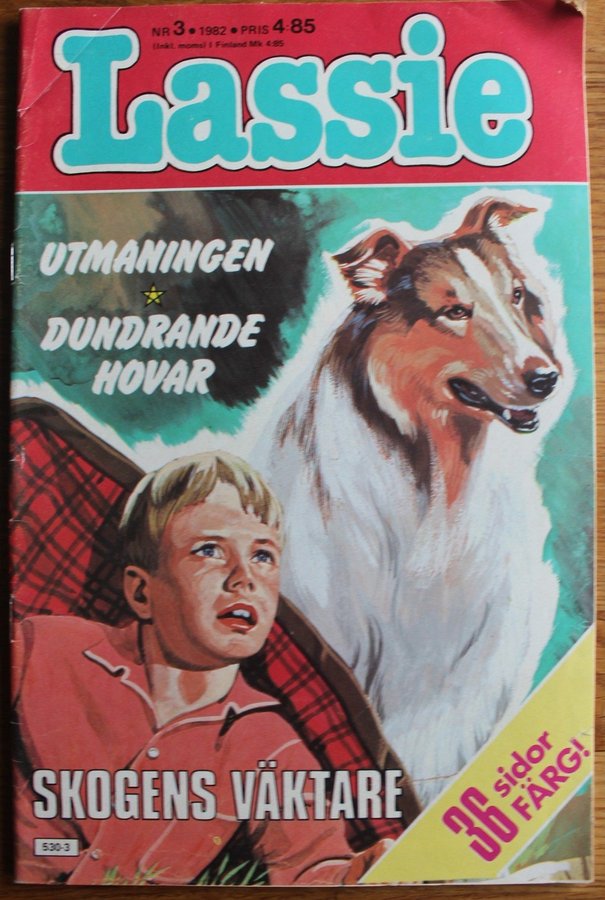 NR 3 • 1982 • PRIS 4.85
(Inkl. moms) I Finland Mk 4:85
Lassie
UTMANINGEN
DUNDRANDE
HOVAR
SKOGENS VÄKTARE
36 sidor
FÄRG!
530-3